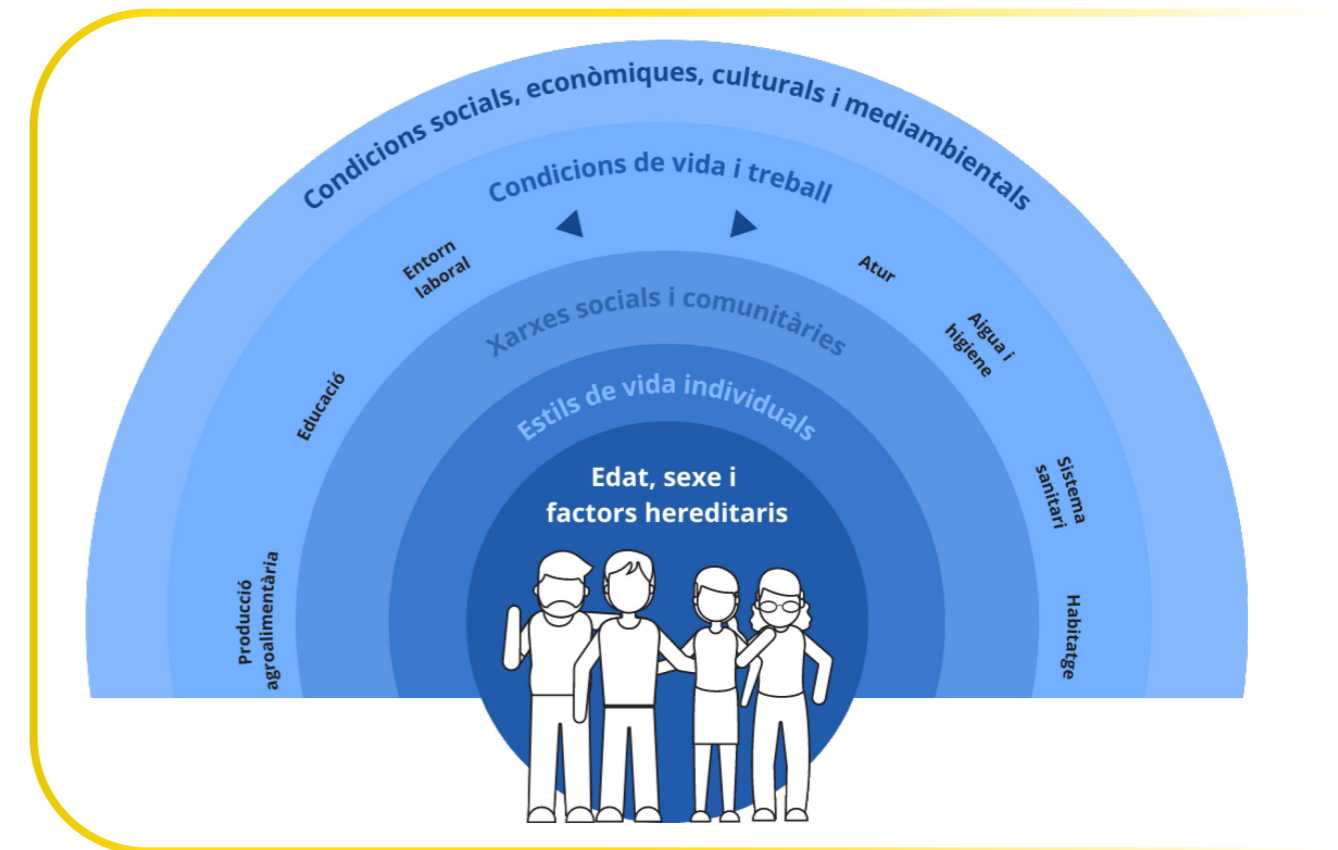 Condicions socials, econòmiques, culturals i mediambientals
Condicions de vida i treball
Entorn
laboral
Atur
Xarxes socials i comunitàries
Aigua i
higiene
Educació
Estils de vida individuals
Sistema
sanitari
Edat, sexe i
factors hereditaris
Producció
agroalimentària
Habitatge